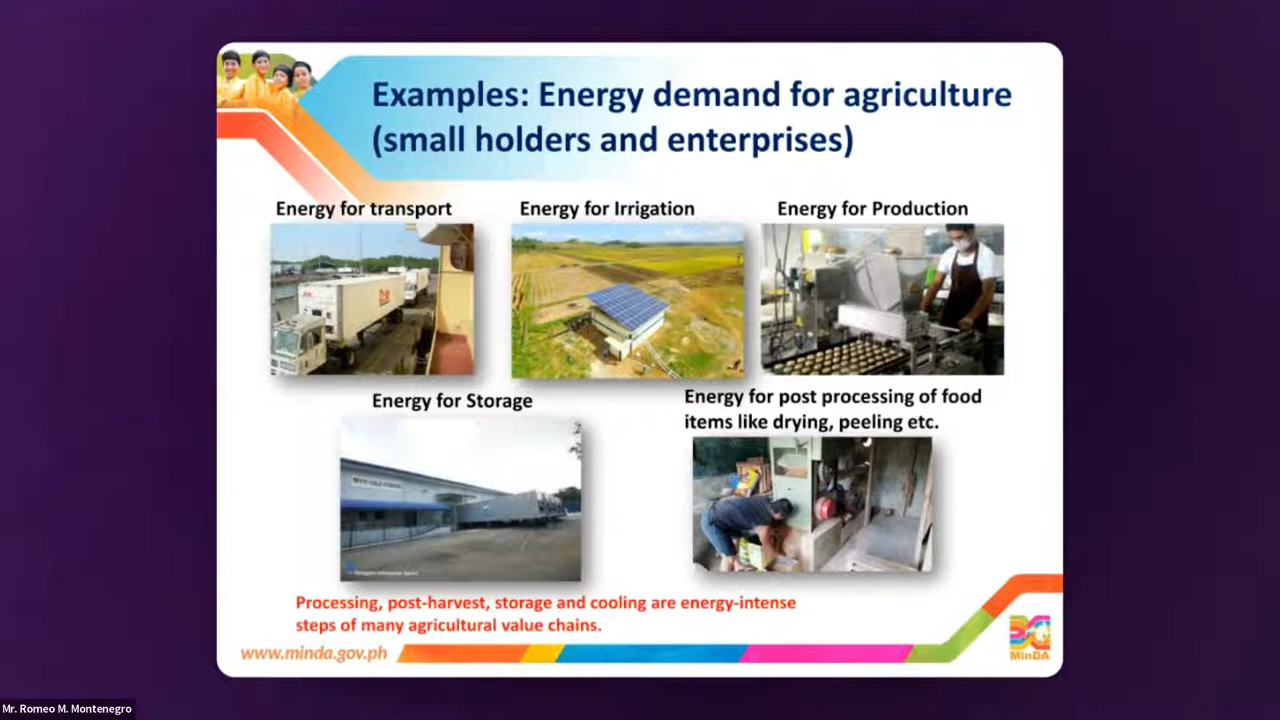 Examples: Energy demand for agriculture
(small holders and enterprises)
Energy for transport
Energy for Irrigation
Energy for Production
Energy for Storage
Energy for post processing of food
items like drying, peeling etc.
Processing, post-harvest, storage and cooling are energy-intense
steps of many agricultural value chains.
www.minda.gov.ph
MinDA
Mr. Romeo M. Montenegro